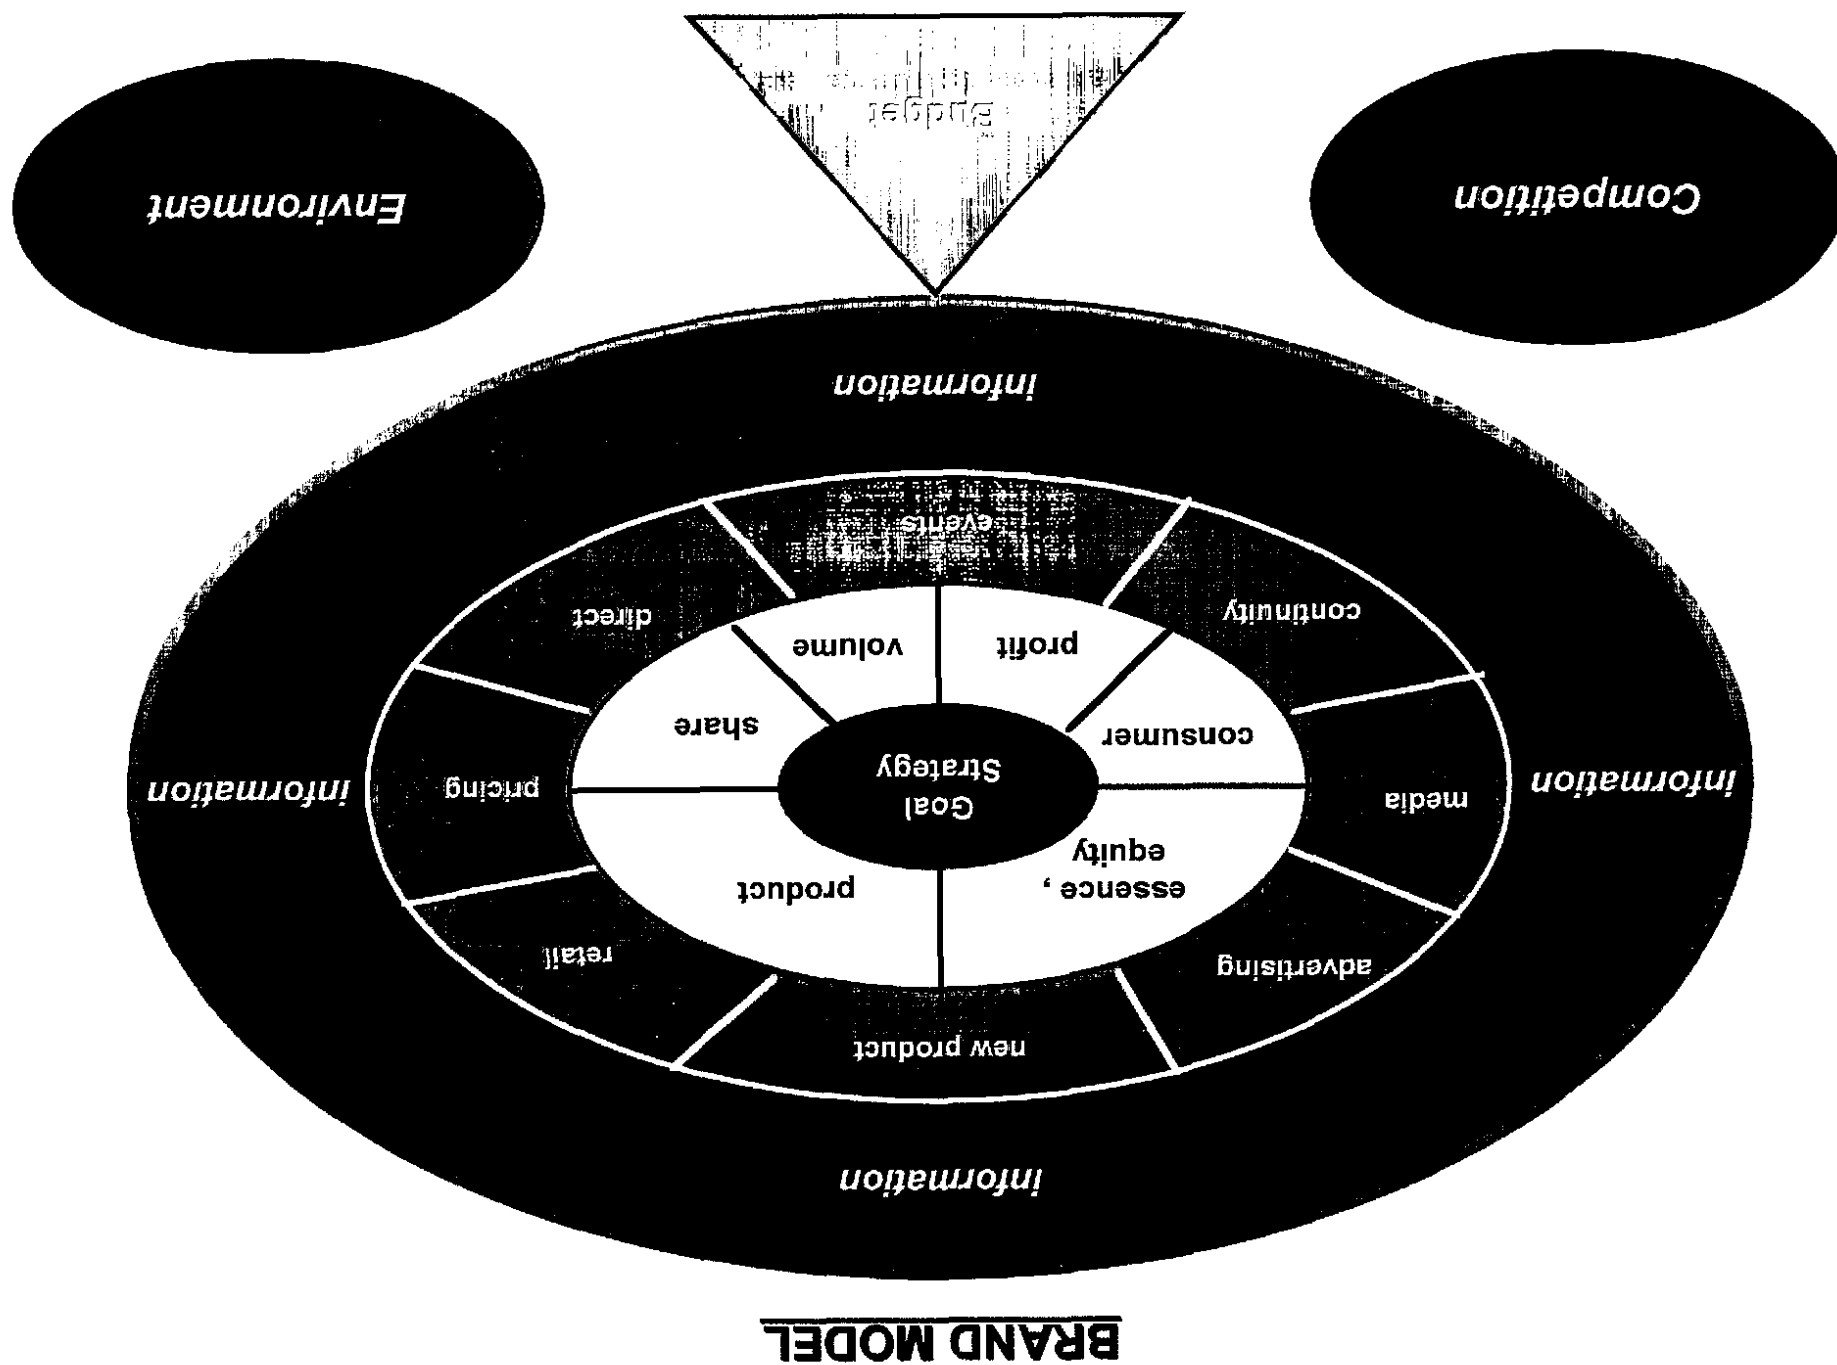 BRAND MODEL
information
new product
advertising
retail
essence ,
equity
product
information
media
Goal
Strategy
pricing
information
consumer
share
continuity
profit
volume
direct
events
information
Competition
Budget
Environment